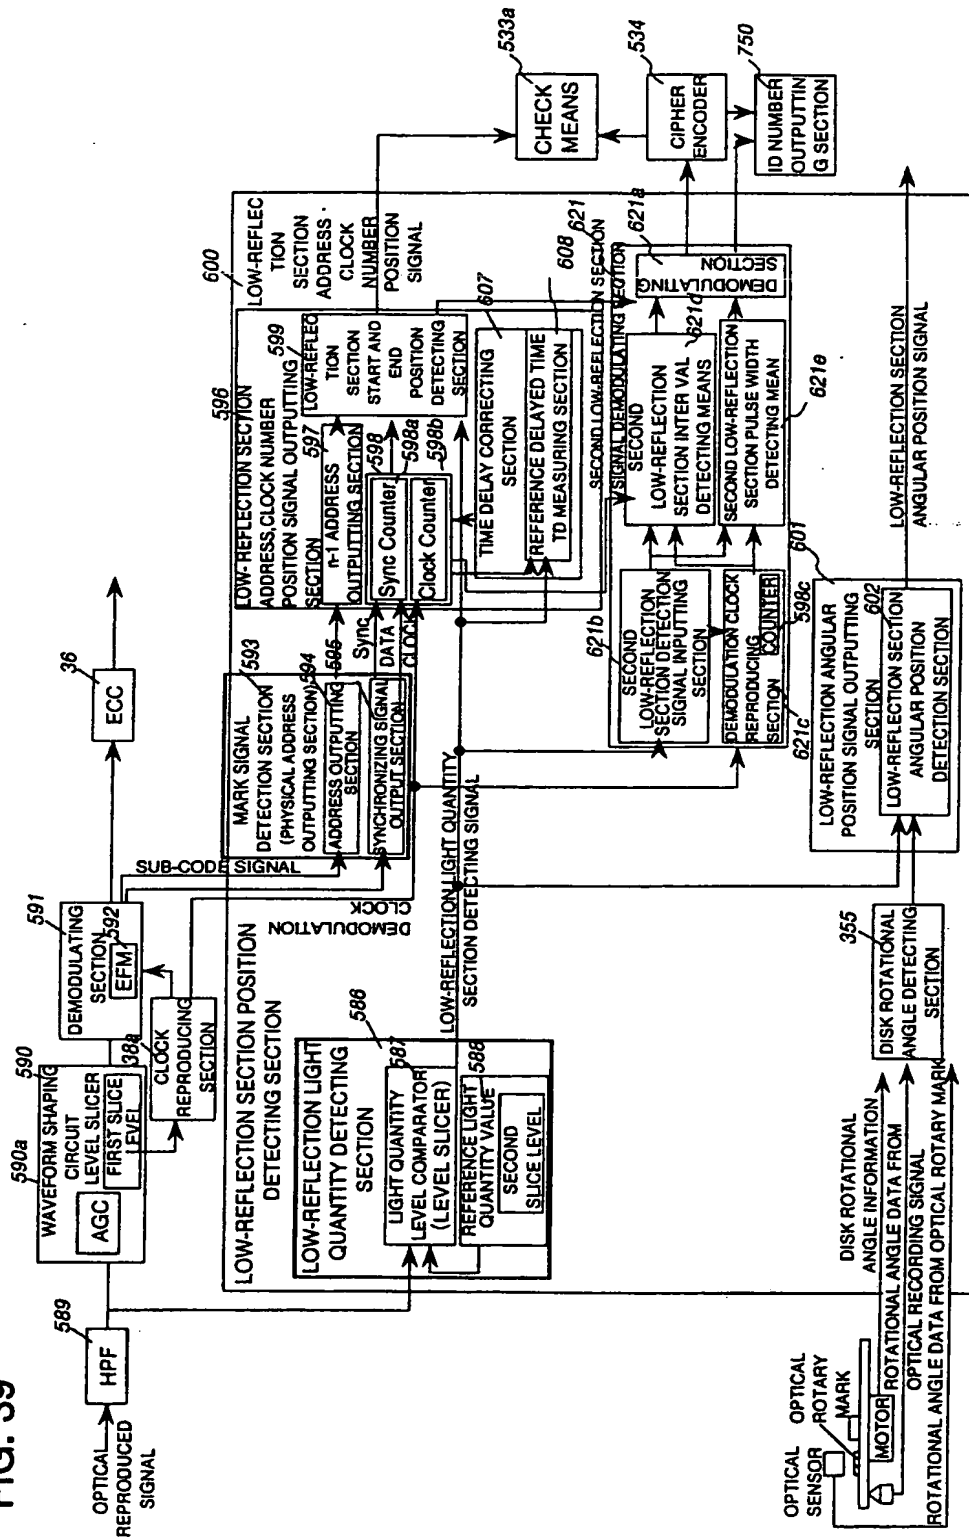 FIG. 39
OPTICAL
REPRODUCED
SIGNAL
589
HPF
590a
590
WAVEFORM SHAPING
CIRCUIT
LEVEL SLICER
FIRST SLICE
LEVEL
AGC
38a
CLOCK
REPRODUCING
SECTION
591
DEMODULATING
SECTION
592
EFM
36
ECC
SUB-CODE SIGNAL
DEMODULATION
CLOCK
LOW-REFLECTION SECTION POSITION
DETECTING SECTION
600
586
LOW-REFLECTION LIGHT
QUANTITY DETECTING
SECTION
587
LIGHT QUANTITY
LEVEL COMPARATOR
(LEVEL SLICER)
588
REFERENCE LIGHT
QUANTITY VALUE
SECOND
SLICE LEVEL
LOW-REFLECTION LIGHT QUANTITY
SECTION DETECTING SIGNAL
593
MARK SIGNAL
DETECTION SECTION
(PHYSICAL ADDRESS
OUTPUTING SECTION)
594
595
ADDRESS OUTPUTING
SECTION
SYNCHRONIZING SIGNAL
OUTPUT SECTION
Sync
DATA
CLOCK
596
LOW- REFLECTION SECTION
ADDRESS,CLOCK NUMBER
POSITION SIGNAL OUTPUTING
SECTION
597
n-1 ADDRESS
OUTPUTING SECTION
598
598a
Sync Counter
598b
Clock Counter
599
LOW-REFLEC
TION
SECTION
START AND
END
POSITION
DETECTING
SECTION
LOW-REFLEC
TION
SECTION
ADDRESS
CLOCK
NUMBER
POSITION
SIGNAL
607
TIME DELAY CORRECTING
SECTION
608
REFERENCE DELAYED TIME
TD MEASURING SECTION
SECOND LOW-REFLECTION SECTION
SIGNAL DEMODULATING SECTION
621
621a
DEMODULATING
SECTION
621b
SECOND
LOW-REFLECTION
SECTION DETECTION
SIGNAL INPUTING
SECTION
621c
DEMODULATION CLOCK
REPRODUCING
SECTION
COUNTER
598c
621d
SECOND
LOW-REFLECTION
SECTION INTER VAL
DETECTING MEANS
621e
SECOND LOW-REFLECTION
SECTION PULSE WIDTH
DETECTING MEAN
533a
CHECK
MEANS
534
CIPHER
ENCODER
750
ID NUMBER
OUTPUTTIN
G SECTION
601
LOW-REFLECTION ANGULAR
POSITION SIGNAL OUTPUTTING
SECTION
602
LOW-REFLECTION SECTION
ANGULAR POSITION
DETECTION SECTION
LOW-REFLECTION SECTION
ANGULAR POSITION SIGNAL
355
DISK ROTATIONAL
ANGLE DETECTING
SECTION
OPTICAL
SENSOR
OPTICAL
ROTARY
MARK
MOTOR
DISK ROTATIONAL
ANGLE INFORMATION
ROTATIONAL ANGLE DATA FROM
OPTICAL RECORDING SIGNAL
ROTATIONAL ANGLE DATA FROM OPTICAL ROTARY MARK